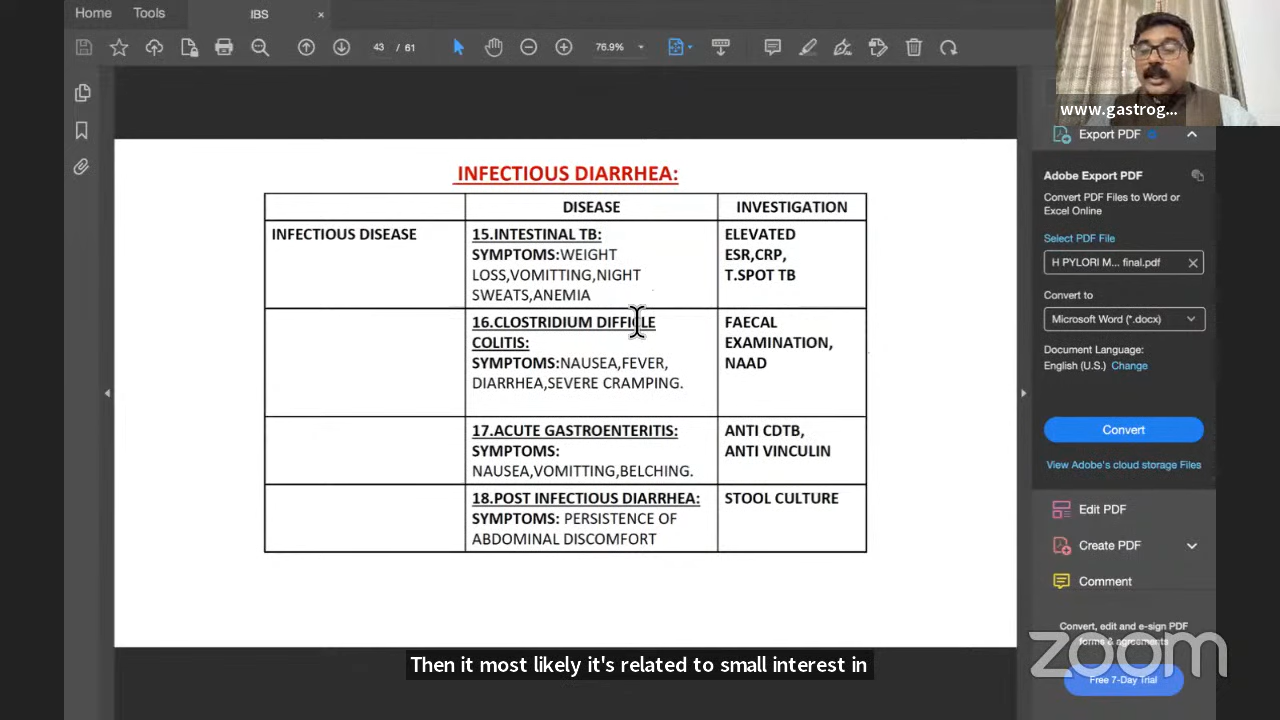 Home
Tools
IBS
×
43 / 61
76.9%
www.gastrog...
Export PDF
INFECTIOUS DIARRHEA:
DISEASE
INVESTIGATION
INFECTIOUS DISEASE
15.INTESTINAL TB:
SYMPTOMS:WEIGHT
LOSS,VOMITTING,NIGHT
SWEATS,ANEMIA
ELEVATED
ESR,CRP,
T.SPOT TB
16.CLOSTRIDIUM DIFFICLE
COLITIS:
SYMPTOMS:NAUSEA,FEVER,
DIARRHEA,SEVERE CRAMPING.
FAECAL
EXAMINATION,
NAAD
17.ACUTE GASTROENTERITIS:
SYMPTOMS:
NAUSEA,VOMITTING,BELCHING.
ANTI CDTB,
ANTI VINCULIN
18.POST INFECTIOUS DIARRHEA:
SYMPTOMS: PERSISTENCE OF
ABDOMINAL DISCOMFORT
STOOL CULTURE
Adobe Export PDF
Convert PDF Files to Word or
Excel Online
Select PDF File
H PYLORI M... final.pdf
Convert to
Microsoft Word (*.docx)
Document Language:
English (U.S.) Change
Convert
View Adobe's cloud storage Files
Edit PDF
Create PDF
Comment
Convert, edit and e-sign PDF
forms & agreements
Free 7-Day Trial
zoom
Then it most likely it's related to small interest in